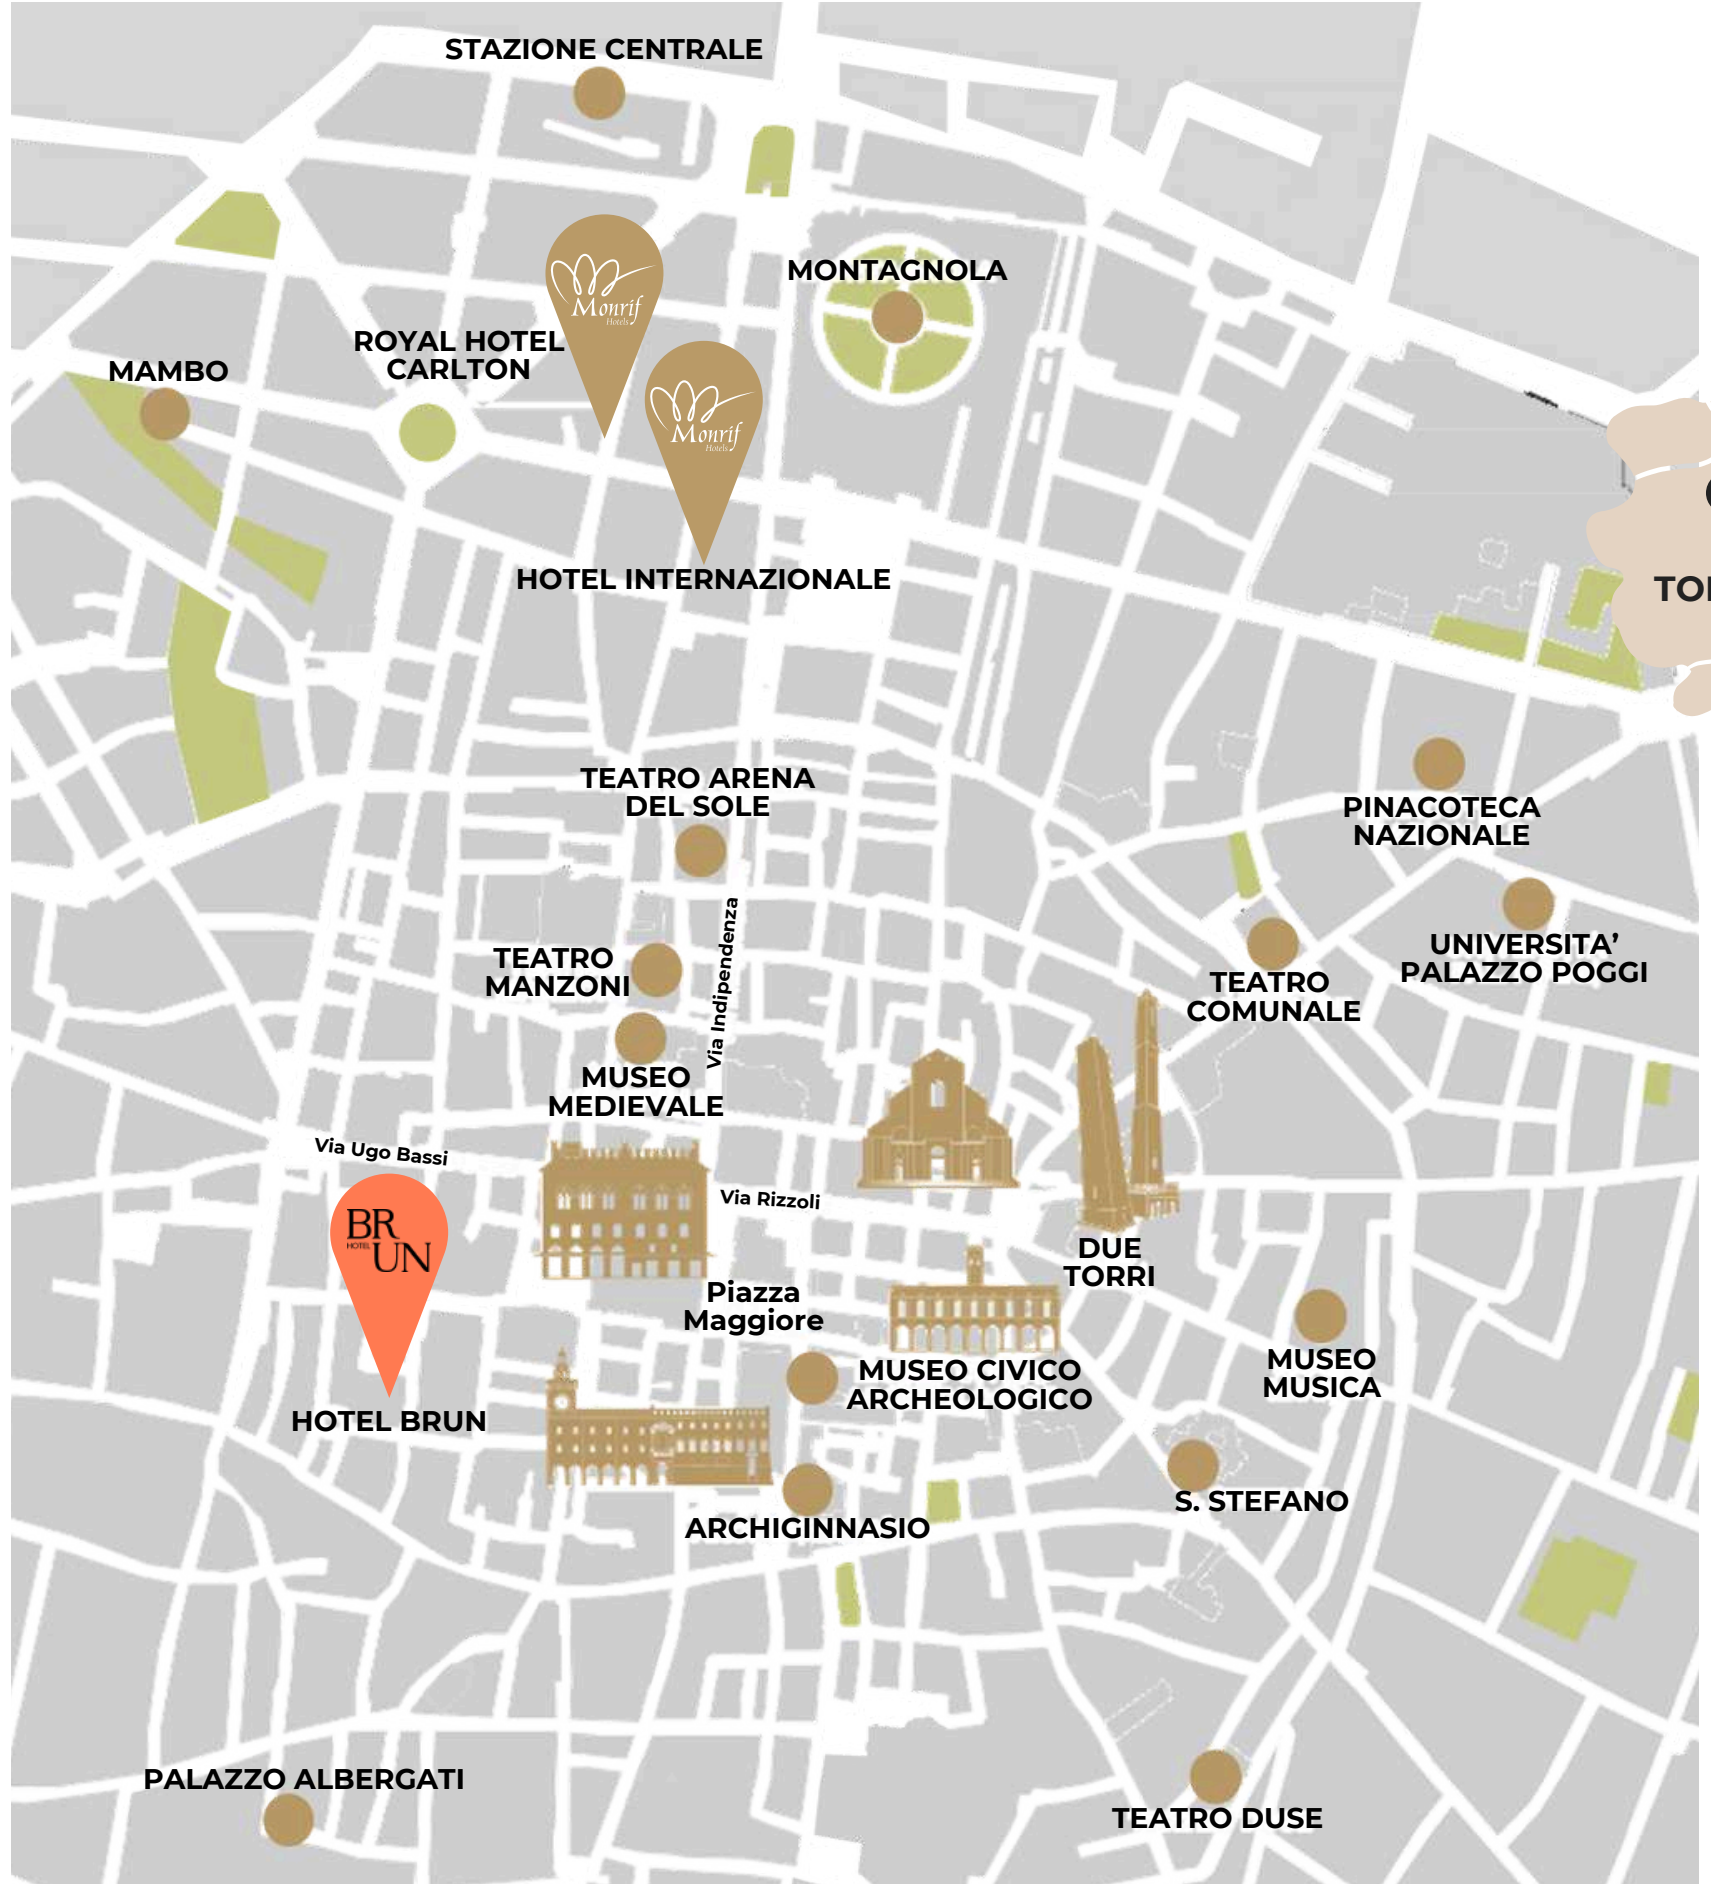 STAZIONE CENTRALE
Monrif
Hotels
MONTAGNOLA
ROYAL HOTEL
CARLTON
MAMBO
Monrif
Hotels
HOTEL INTERNAZIONALE
TEATRO ARENA
DEL SOLE
PINACOTECA
NAZIONALE
Via Indipendenza
UNIVERSITA’
PALAZZO POGGI
TEATRO
MANZONI
TEATRO
COMUNALE
MUSEO
MEDIEVALE
Via Ugo Bassi
Via Rizzoli
BR
HOTEL
UN
DUE
TORRI
Piazza
Maggiore
MUSEO CIVICO
ARCHEOLOGICO
MUSEO
MUSICA
HOTEL BRUN
S. STEFANO
ARCHIGINNASIO
PALAZZO ALBERGATI
TEATRO DUSE